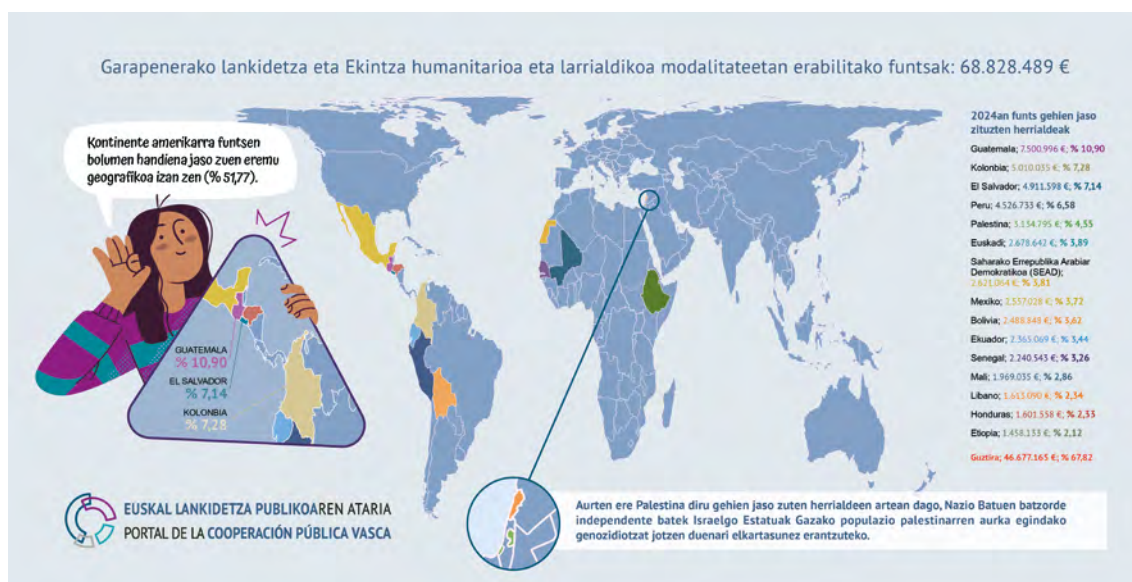 Garapenerako lankidetza eta Ekintza humanitarioa eta larrialdikoa modalitateetan erabilitako funtsak: 68.828.489 €
Kontinente amerikarra funtsen
bolumen handiena jaso zuen eremu
geografikoa izan zen (% 51,77).
GUATEMALA
% 10,90
EL SALVADOR
% 7,14
KOLONBIA
% 7,28
2024an funts gehien jaso
zituzten herrialdeak
Guatemala; 7.500.996 €; % 10,90
Kolonbia; 5.010.035 €; % 7,28
El Salvador; 4.911.598 €; % 7,14
Peru; 4.526.733 €; % 6,58
Palestina; 3.134.795 €; % 4,55
Euskadi; 2.678.642 €; % 3,89
Saharako Errepublika Arabiar
Demokratikoa (SEAD);
2.621.064 €; % 3,81
Mexiko; 2.557.028 €; % 3,72
Bolivia; 2.488.848 €; % 3,62
Ekuador; 2.365.069 €; % 3,44
Senegal; 2.240.543 €; % 3,26
Mali; 1.969.035 €; % 2,86
Libano; 1.613.090 €; % 2,34
Honduras; 1.601.558 €; % 2,33
Etiopia; 1.458.133 €; % 2,12
Guztira; 46.677.165 €; % 67,82
EUSKAL LANKIDETZA PUBLIKOAREN ATARIA
PORTAL DE LA COOPERACIÓN PÚBLICA VASCA
Aurten ere Palestina diru gehien jaso zuten herrialdeen artean dago, Nazio Batuen batzorde
independente batek Israelgo Estatuak Gazako populazio palestinarren aurka egindako
genozidiotzat jotzen duenari elkartasunez erantzuteko.